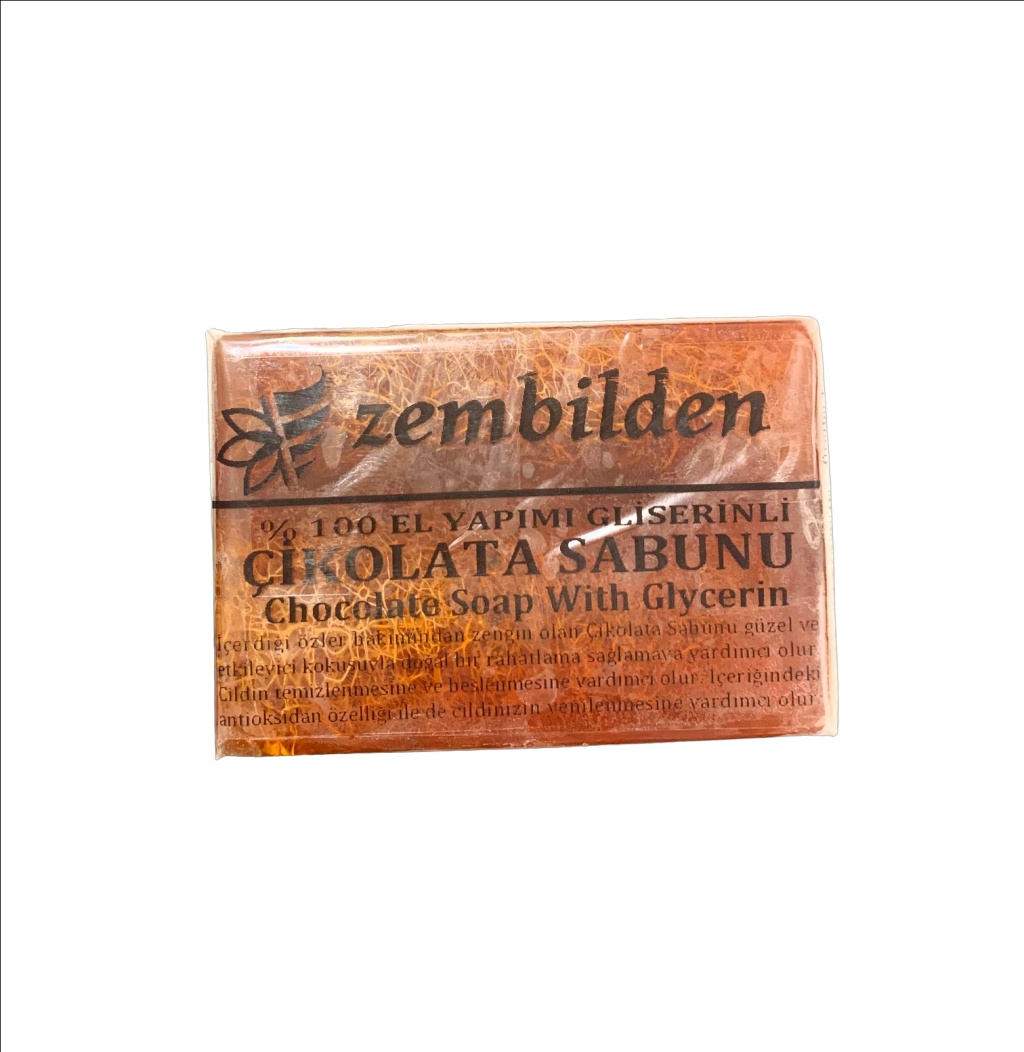 zembilden
% 100 EL YAPIMI GLİSERİNLİ
ÇİKOLATA SABUNU
Chocolate Soap With Glycerin
İçerdiği özler bakımından zengin olan Çikolata Sabunu güzel ve
etkileyici kokusuyla doğal bir rahatlama sağlamaya yardımcı olur.
Cildin temizlenmesine ve beslenmesine yardımcı olur. İçeriğindeki
antioksidan özelliği ile de cildinizin yenilenmesine yardımcı olur.